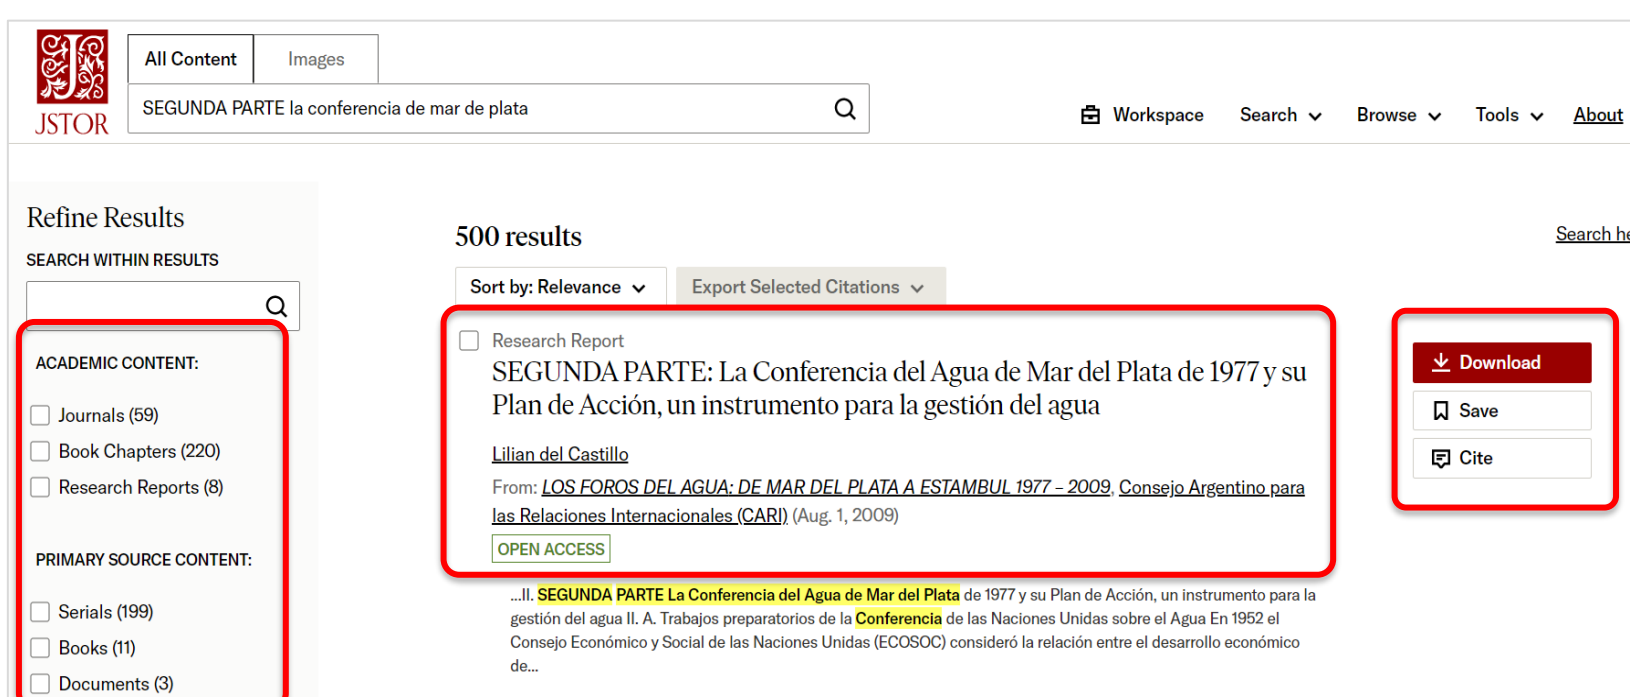 All Content Images
JSTOR SEGUNDA PARTE la conferencia de mar de plata
Workspace Search Browse Tools About
Refine Results
SEARCH WITHIN RESULTS
ACADEMIC CONTENT:
Journals (59)
Book Chapters (220)
Research Reports (8)
PRIMARY SOURCE CONTENT:
Serials (199)
Books (11)
Documents (3)
500 results
Search he
Sort by: Relevance Export Selected Citations
Research Report
SEGUNDA PARTE: La Conferencia del Agua de Mar del Plata de 1977 y su
Plan de Acción, un instrumento para la gestión del agua
Lilian del Castillo
From: LOS FOROS DEL AGUA: DE MAR DEL PLATA A ESTAMBUL 1977 – 2009, Consejo Argentino para
las Relaciones Internacionales (CARI) (Aug. 1, 2009)
OPEN ACCESS
...II. SEGUNDA PARTE La Conferencia del Agua de Mar del Plata de 1977 y su Plan de Acción, un instrumento para la
gestión del agua II. A. Trabajos preparatorios de la Conferencia de las Naciones Unidas sobre el Agua En 1952 el
Consejo Económico y Social de las Naciones Unidas (ECOSOC) consideró la relación entre el desarrollo económico
de...
Download
Save
Cite